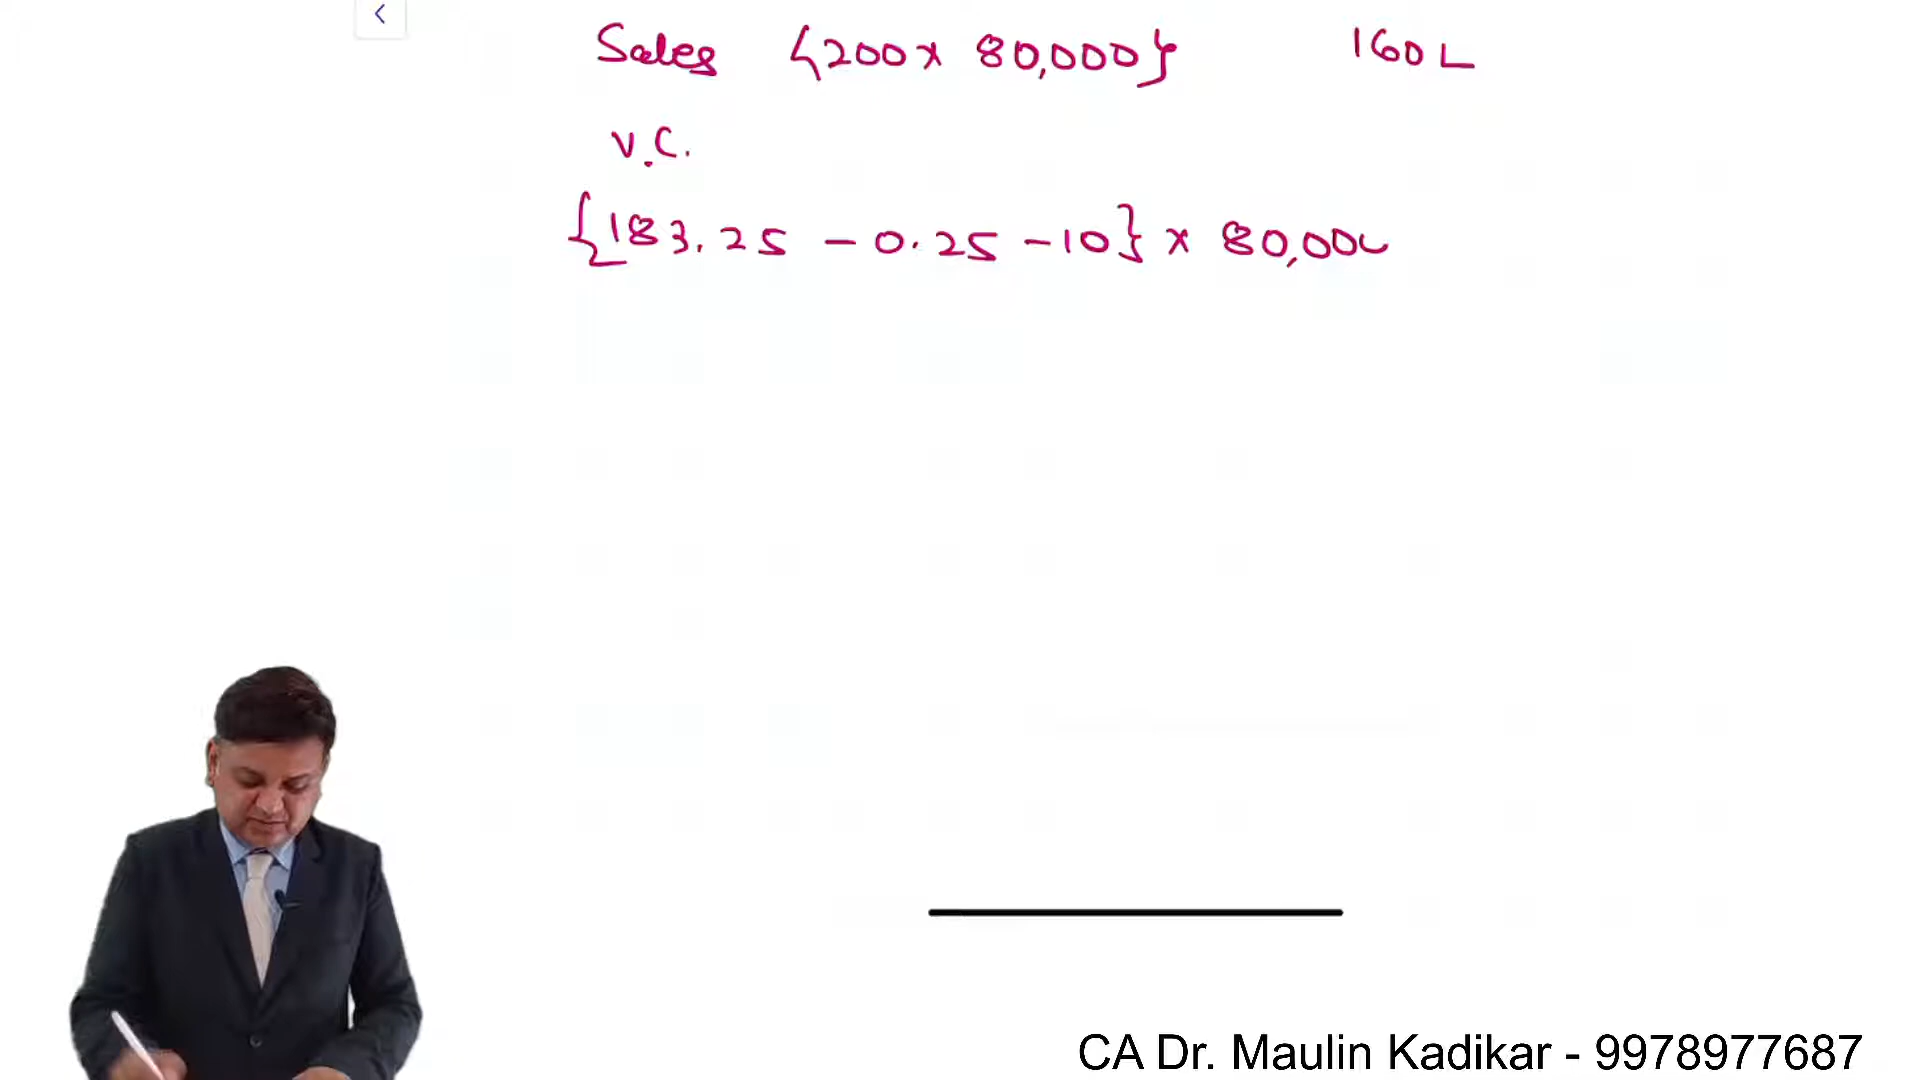 Sales {200 x 80,000} 160 L
V.C.
{183.25 - 0.25 - 10} x 80,000
CA Dr. Maulin Kadikar - 9978977687